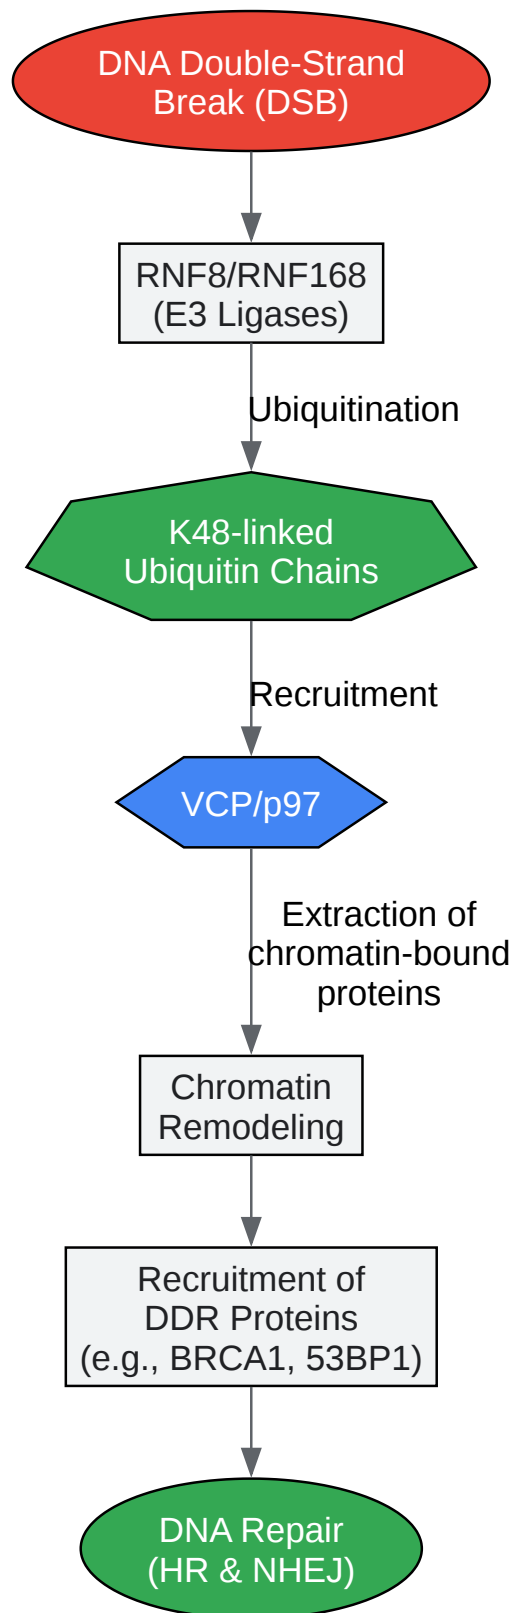 DNA Double-Strand
Break (DSB)
RNF8/RNF168
(E3 Ligases)
Ubiquitination
K48-linked
Ubiquitin Chains
Recruitment
VCP/p97
Extraction of
chromatin-bound
proteins
Chromatin
Remodeling
Recruitment of
DDR Proteins
(e.g., BRCA1, 53BP1)
DNA Repair
(HR & NHEJ)